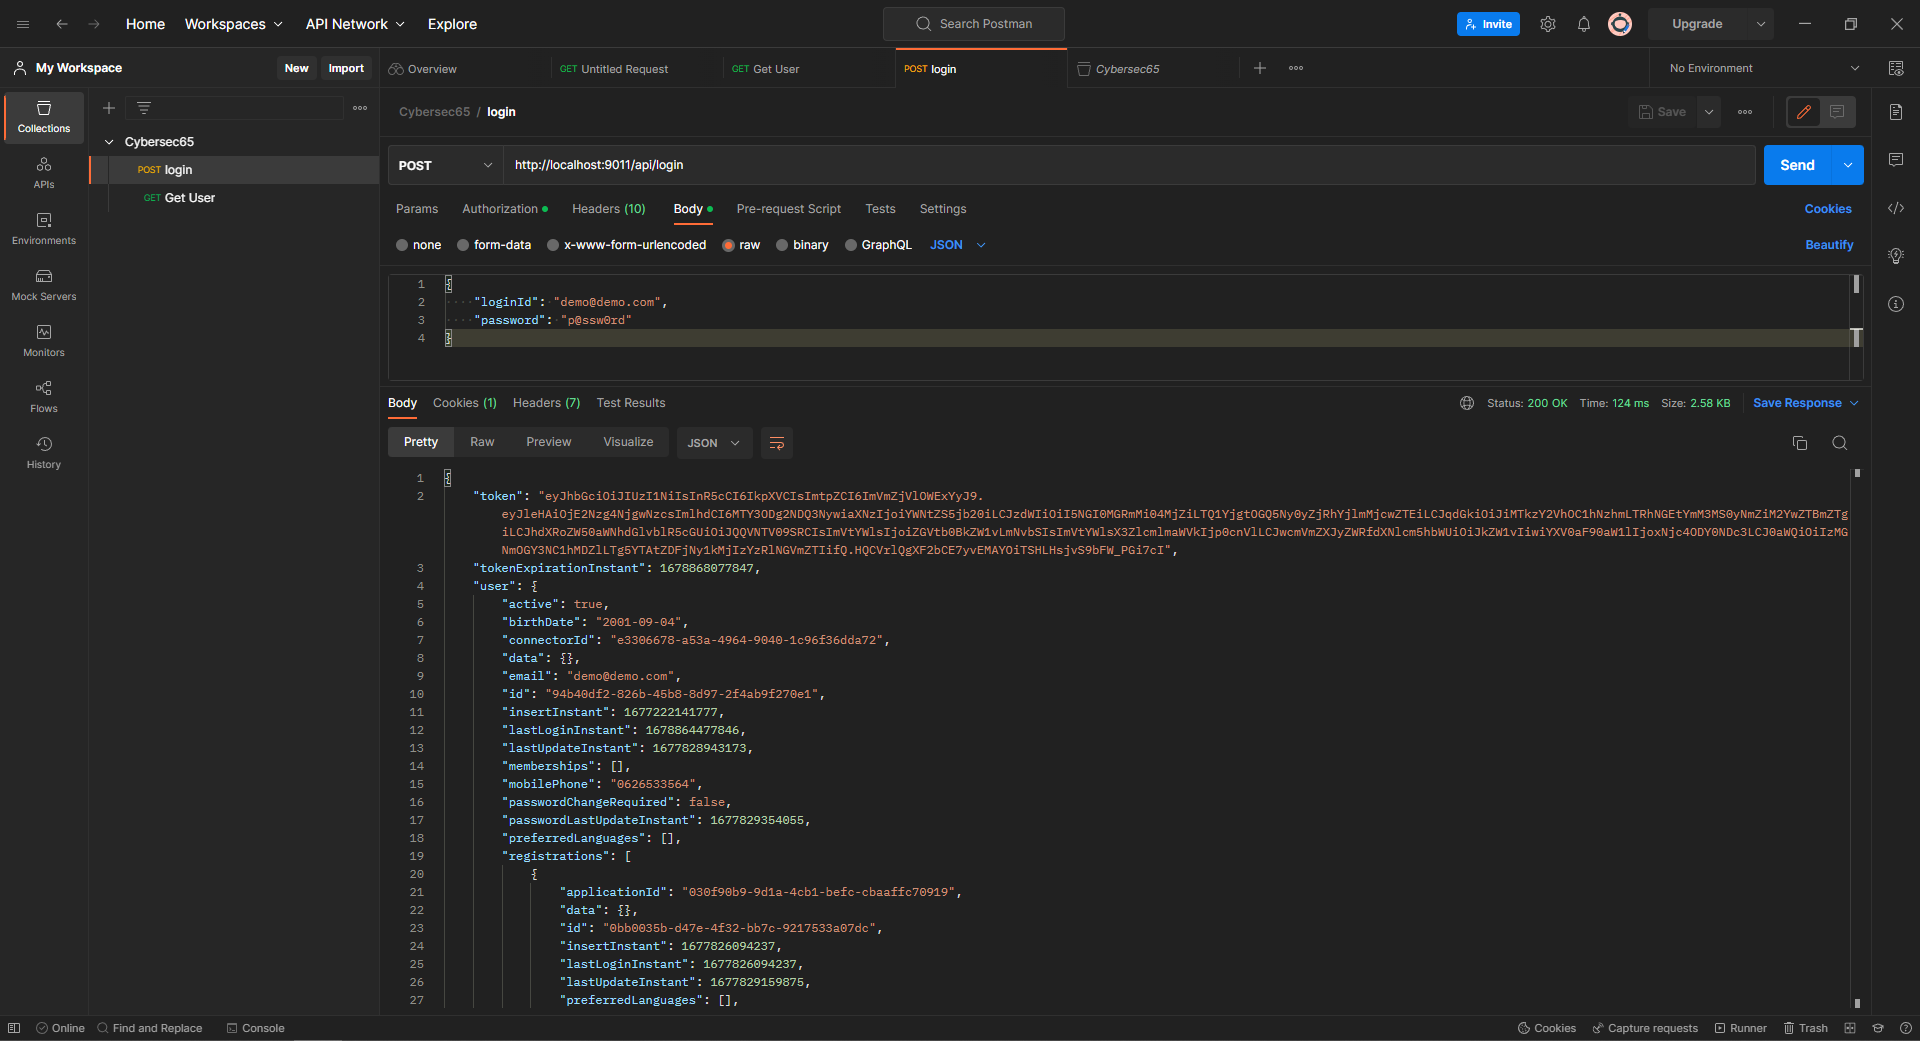 Home
Workspaces
API Network
Explore
Search Postman
Invite
Upgrade
My Workspace
New
Import
Overview
GET Untitled Request
GET Get User
POST login
Cybersec65
No Environment
Collections
APIs
Environments
Mock Servers
Monitors
Flows
History
Cybersec65
POST login
GET Get User
Cybersec65 / login
Save
POST
http://localhost:9011/api/login
Send
Params
Authorization
Headers (10)
Body
Pre-request Script
Tests
Settings
Cookies
none
form-data
x-www-form-urlencoded
raw
binary
GraphQL
JSON
Beautify
1 {
2 "loginId": "demo@demo.com",
3 "password": "p@ssw0rd"
4 }
Body
Cookies (1)
Headers (7)
Test Results
Status: 200 OK
Time: 124 ms
Size: 2.58 KB
Save Response
Pretty
Raw
Preview
Visualize
JSON
1 {
2 "token": "eyJhbGciOiJIUzI1NiIsInR5cCI6IkpXVCIsImtpZCI6ImVmZjVlOWExYyJ9.
3 "tokenExpirationInstant": 1678868077847,
4 "user": {
5 "active": true,
6 "birthDate": "2001-09-04",
7 "connectorId": "e3306678-a53a-4964-9040-1c96f36dda72",
8 "data": {},
9 "email": "demo@demo.com",
10 "id": "94b40df2-826b-45b8-8d97-2f4ab9f270e1",
11 "insertInstant": 1677222141777,
12 "lastLoginInstant": 1678864477846,
13 "lastUpdateInstant": 1677828943173,
14 "memberships": [],
15 "mobilePhone": "0626533564",
16 "passwordChangeRequired": false,
17 "passwordLastUpdateInstant": 1677829354055,
18 "preferredLanguages": [],
19 "registrations": [
20 {
21 "applicationId": "030f90b9-9d1a-4cb1-befc-cbaaffc70919",
22 "data": {},
23 "id": "0bb0035b-d47e-4f32-bb7c-9217533a07dc",
24 "insertInstant": 1677826094237,
25 "lastLoginInstant": 1677826094237,
26 "lastUpdateInstant": 1677829159875,
27 "preferredLanguages": [],
Online
Find and Replace
Console
Cookies
Capture requests
Runner
Trash